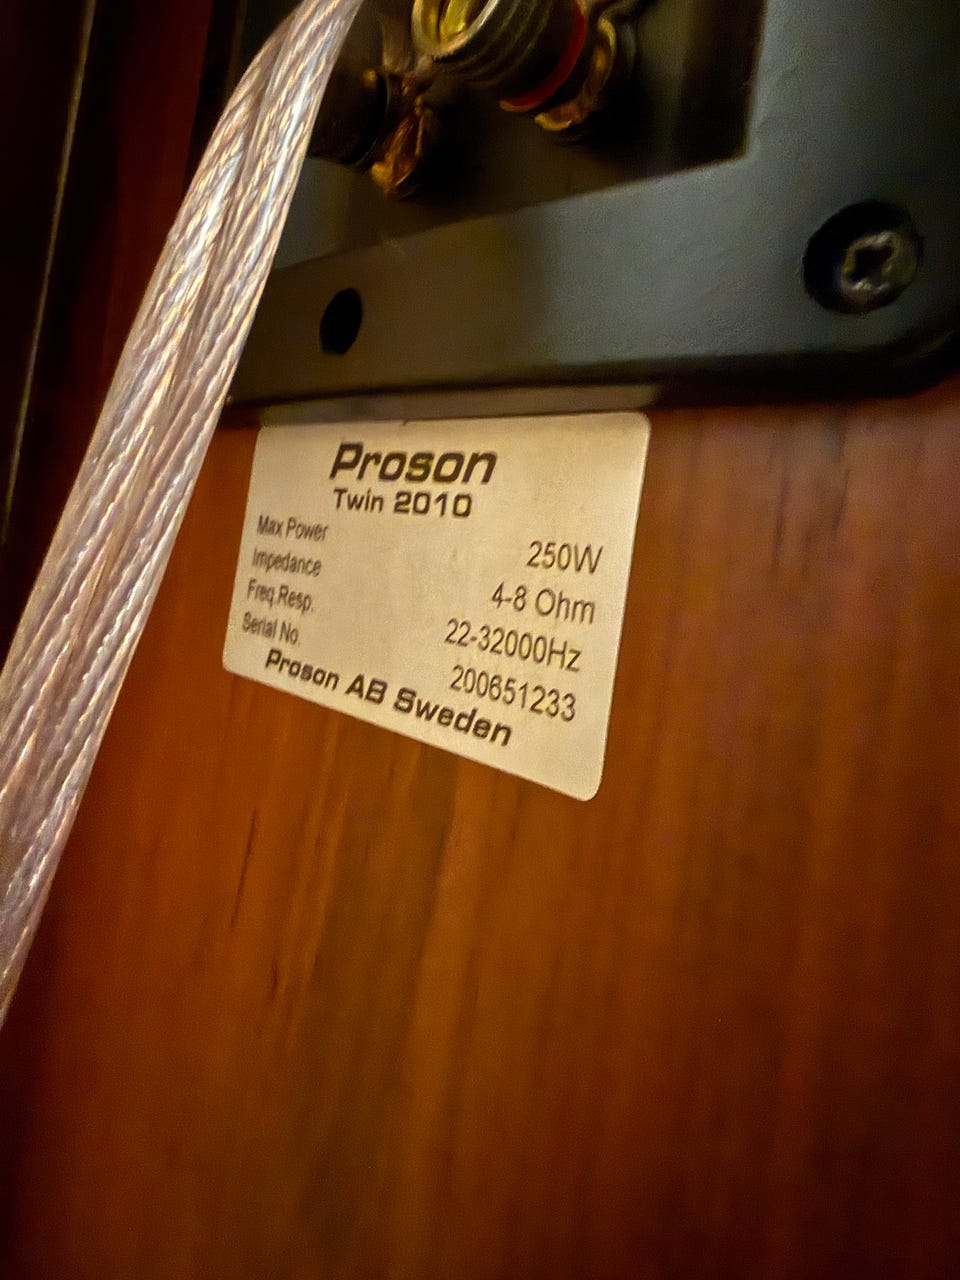 Proson
Twin 2010
Max Power 250W
Impedance 4-8 Ohm
Freq.Resp. 22-32000Hz
Serial No. 200651233
Proson AB Sweden